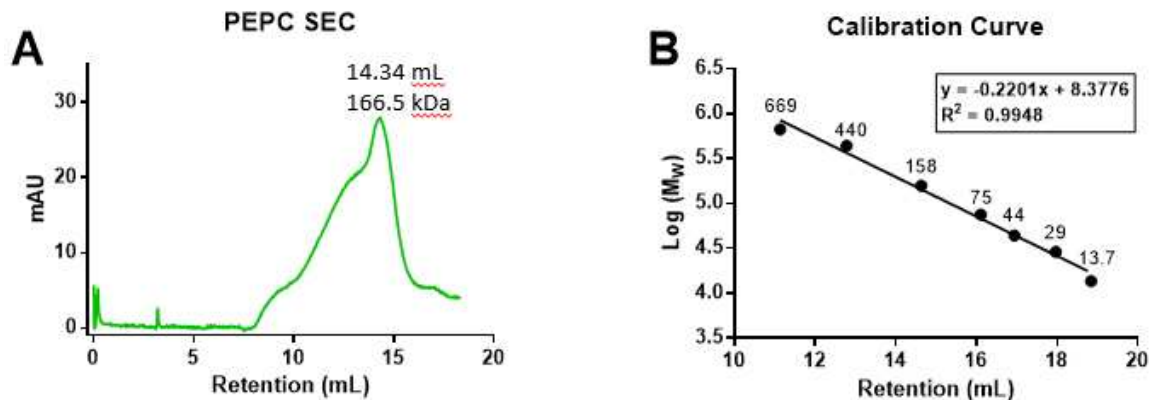 A
PEPC SEC
14.34 mL
166.5 kDa
30
20
10
0
mAU
0
5
10
15
20
Retention (mL)
B
Calibration Curve
y = -0.2201x + 8.3776
R² = 0.9948
6.5
6.0
5.5
5.0
4.5
4.0
3.5
Log (Mw)
669
440
158
75
44
29
13.7
10
12
14
16
18
20
Retention (mL)